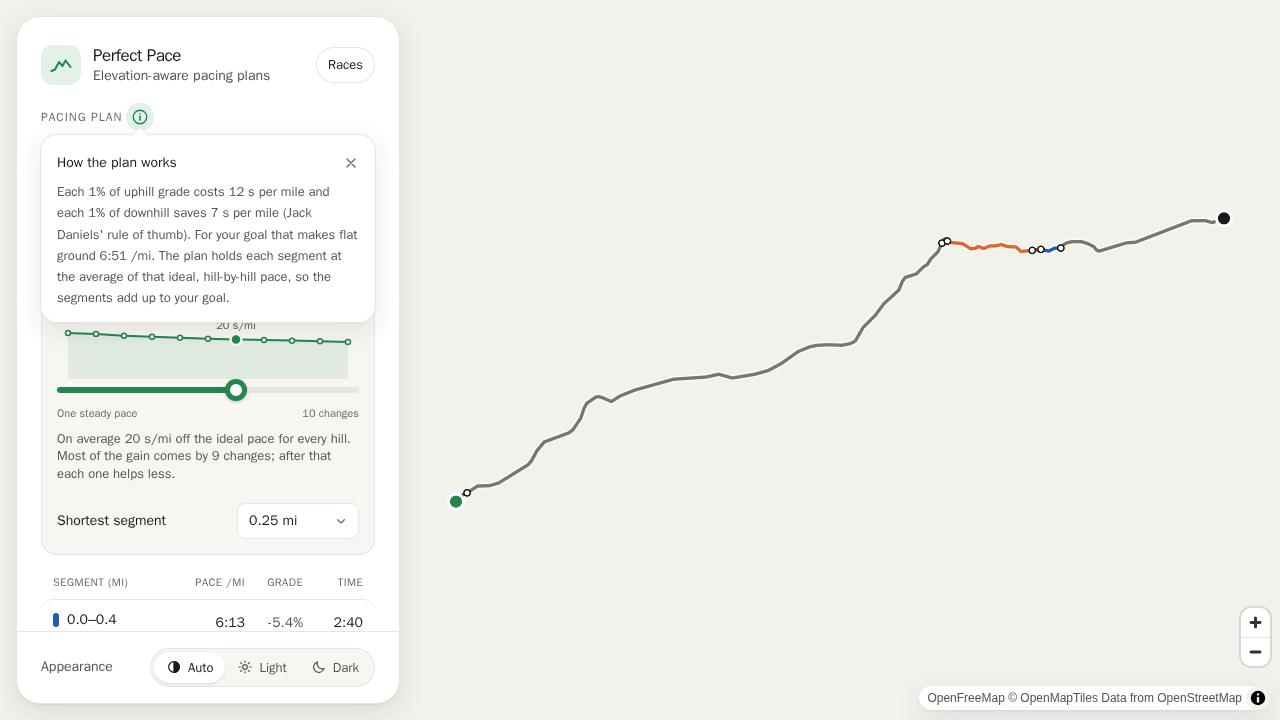 Perfect Pace
Elevation-aware pacing plans
Races
PACING PLAN
How the plan works
Each 1% of uphill grade costs 12 s per mile and
each 1% of downhill saves 7 s per mile (Jack
Daniels' rule of thumb). For your goal that makes flat
ground 6:51 /mi. The plan holds each segment at
the average of that ideal, hill-by-hill pace, so the
segments add up to your goal.
20 s/mi
One steady pace 10 changes
On average 20 s/mi off the ideal pace for every hill.
Most of the gain comes by 9 changes; after that
each one helps less.
Shortest segment 0.25 mi
SEGMENT (MI) PACE /MI GRADE TIME
0.0–0.4 6:13 -5.4% 2:40
Appearance Auto Light Dark
OpenFreeMap © OpenMapTiles Data from OpenStreetMap